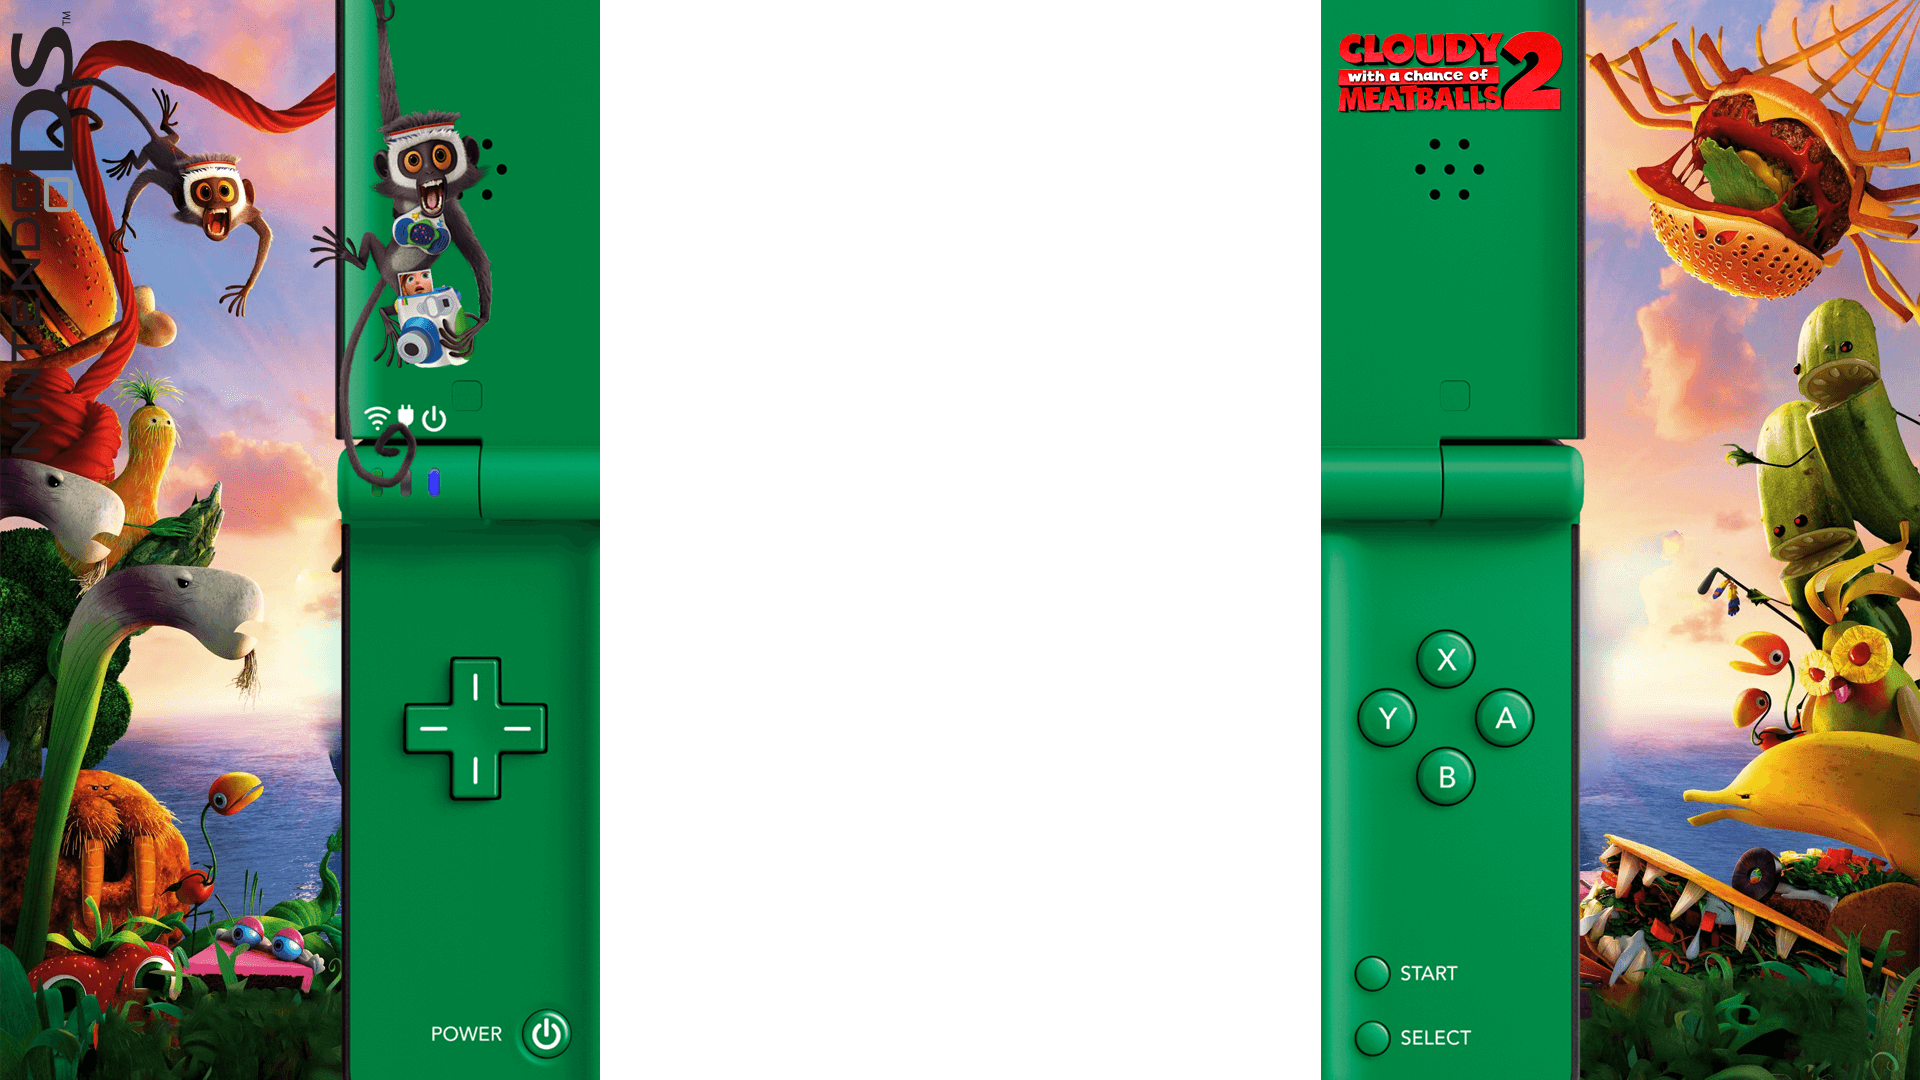 NINTENDO DS™
CLOUDY
with a chance of
MEATBALLS 2
X
Y
A
B
START
SELECT
POWER